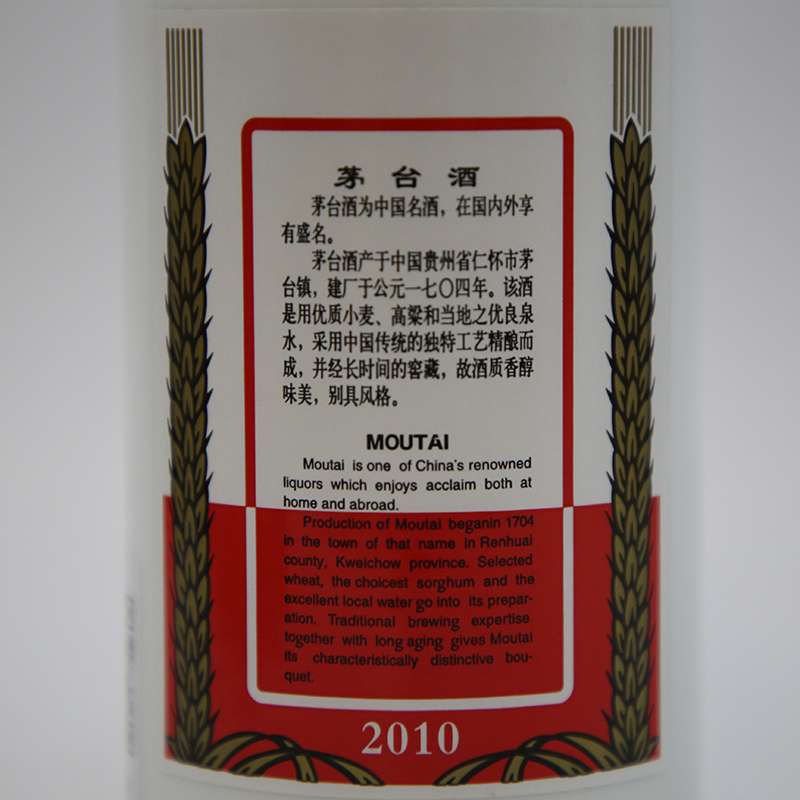 茅台酒
茅台酒为中国名酒，在国内外享
有盛名。
茅台酒产于中国贵州省仁怀市茅
台镇，建厂于公元一七〇四年。该酒
是用优质小麦、高粱和当地之优良泉
水，采用中国传统的独特工艺精酿而
成，并经长时间的窖藏，故酒质香醇
味美，别具风格。
MOUTAI
Moutai is one of China's renowned
liquors which enjoys acclaim both at
home and abroad.
Production of Moutai beganin 1704
in the town of that name in Renhuai
county, Kweichow province. Selected
wheat, the choicest sorghum and the
excellent local water go into its prepar-
ation. Traditional brewing expertise
together with long aging gives Moutai
its characteristically distinctive bou-
quet.
2010